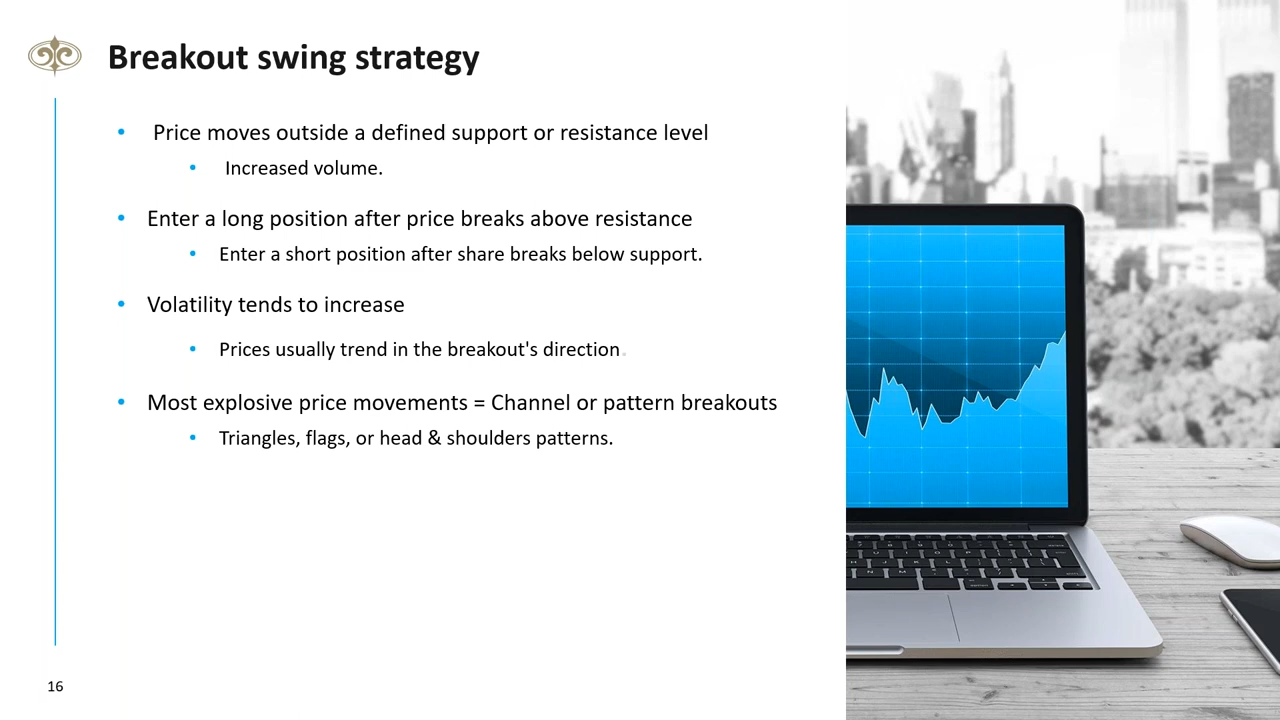 Breakout swing strategy
• Price moves outside a defined support or resistance level
• Increased volume.
• Enter a long position after price breaks above resistance
• Enter a short position after share breaks below support.
• Volatility tends to increase
• Prices usually trend in the breakout's direction.
• Most explosive price movements = Channel or pattern breakouts
• Triangles, flags, or head & shoulders patterns.
16